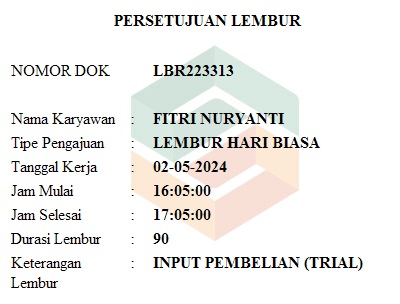 PERSETUJUAN LEMBUR
NOMOR DOK LBR223313
Nama Karyawan : FITRI NURYANTI
Tipe Pengajuan : LEMBUR HARI BIASA
Tanggal Kerja : 02-05-2024
Jam Mulai : 16:05:00
Jam Selesai : 17:05:00
Durasi Lembur : 90
Keterangan : INPUT PEMBELIAN (TRIAL)
Lembur